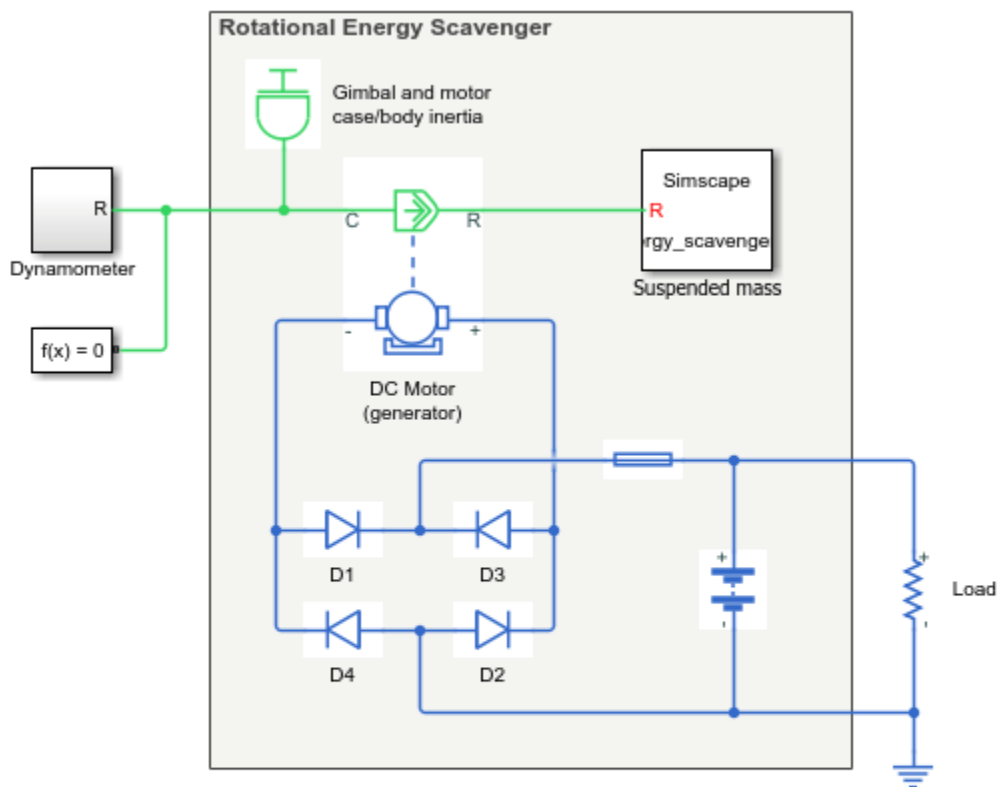 Rotational Energy Scavenger
Gimbal and motor
case/body inertia
R
Dynamometer
C
R
Simscape
R
rgy_scavenge
Suspended mass
f(x) = 0
-
+
DC Motor
(generator)
D1
D3
+
-
+
-
Load
D4
D2